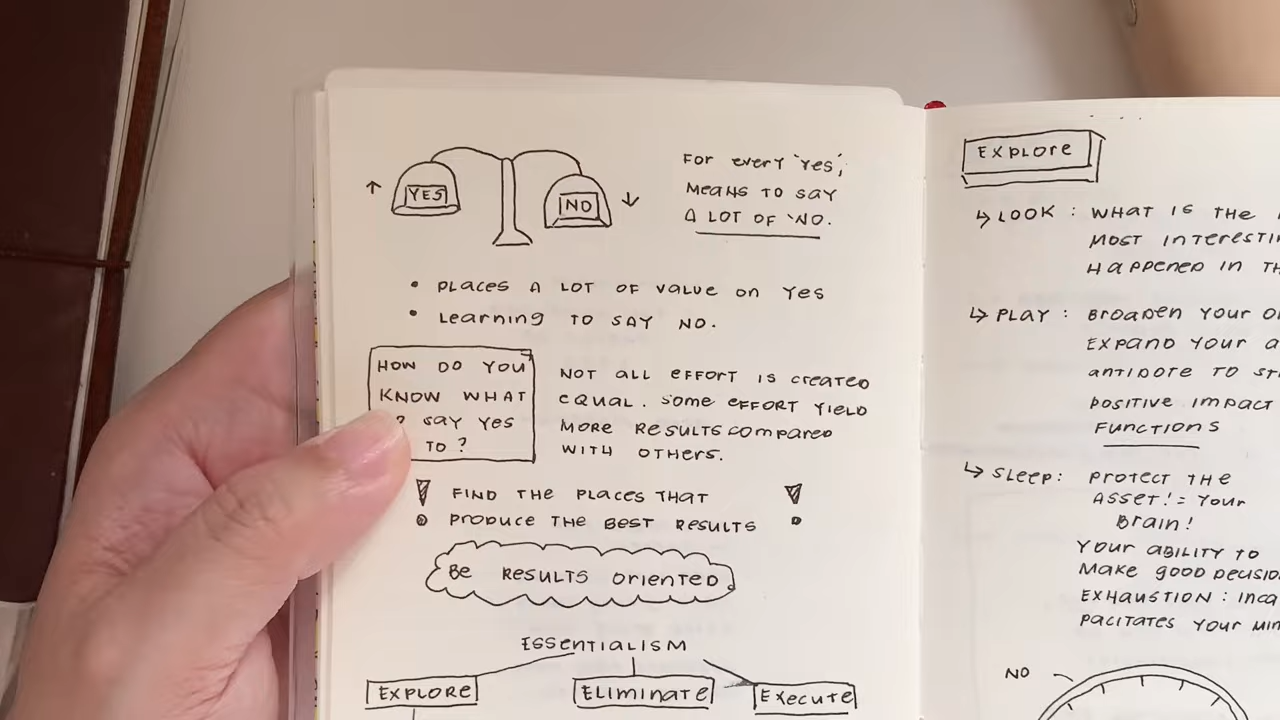 YES
NO
For every 'yes',
MEANS TO SAY
A LOT OF 'NO.
• PLACES A LOT OF VALUE ON YES
• LEARNING TO SAY NO.
HOW DO YOU
KNOW WHAT
SAY YES
TO ?
NOT ALL EFFORT IS CREATED
EQUAL. SOME EFFORT YIELD
MORE RESULTS COMPARED
WITH OTHERS.
FIND THE PLACES THAT
PRODUCE THE BEST RESULTS
BE RESULTS ORIENTED
ESSENTIALISM
EXPLORE
ELIMINATE
EXECUTE
EXPLORE
↳ LOOK : WHAT IS THE
MOST INTERESTIN
HAPPENED IN TH
↳ PLAY : BROADEN YOUR
EXPAND YOUR
ANTIDOTE TO
POSITIVE IMPACT
FUNCTIONS
↳ SLEEP: PROTECT THE
ASSET! = YOUR
BRAIN!
YOUR ABILITY TO
MAKE GOOD DECISI
EXHAUSTION : INCA
PACITATES YOUR
NO